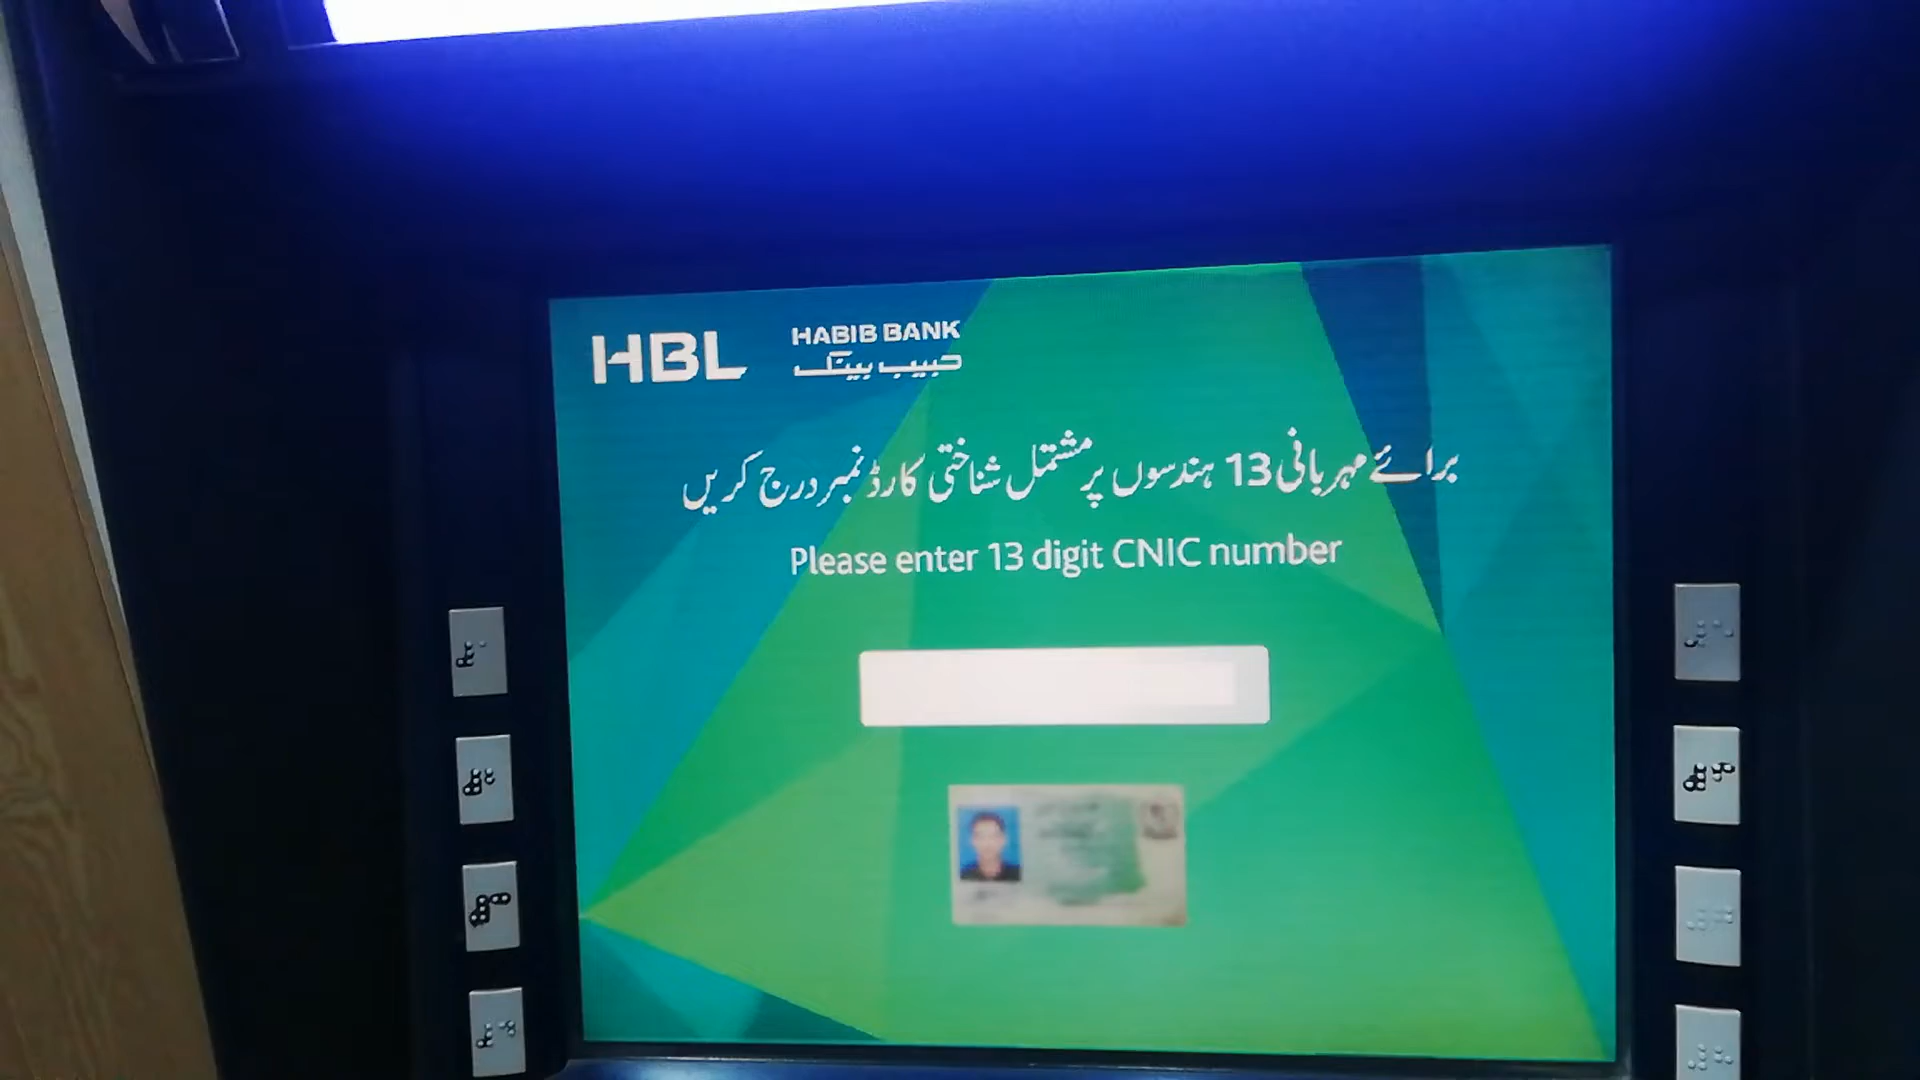 HBL
HABIB BANK
حبیب بینک
برائے مہربانی 13 ہندسوں پر مشتمل شناختی کارڈ نمبر درج کریں
Please enter 13 digit CNIC number